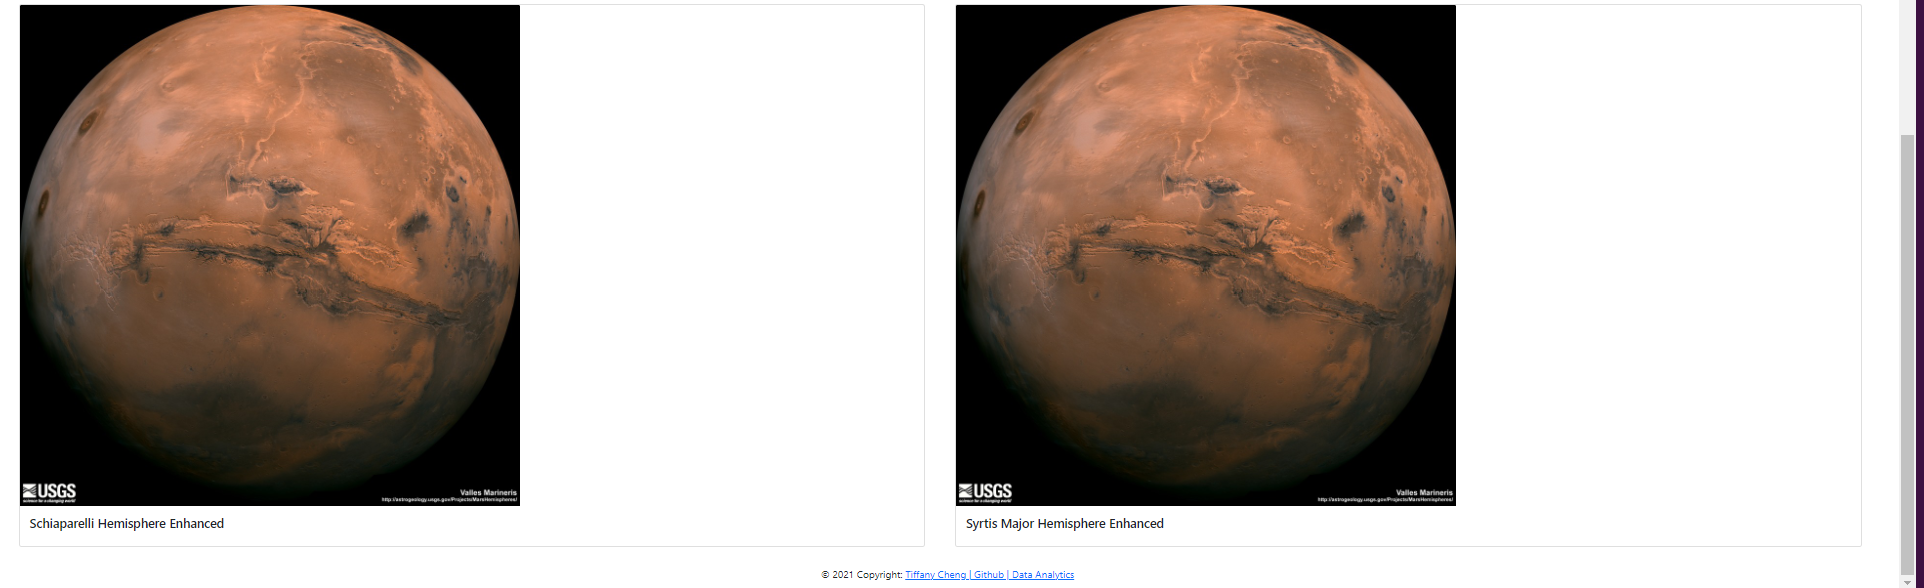 USGS
science for a changing world
Valles Marineris
http://astrogeology.usgs.gov/Projects/MarsHemispheres/
USGS
science for a changing world
Valles Marineris
http://astrogeology.usgs.gov/Projects/MarsHemispheres/
Schiaparelli Hemisphere Enhanced
Syrtis Major Hemisphere Enhanced
© 2021 Copyright: Tiffany Cheng | Github | Data Analytics